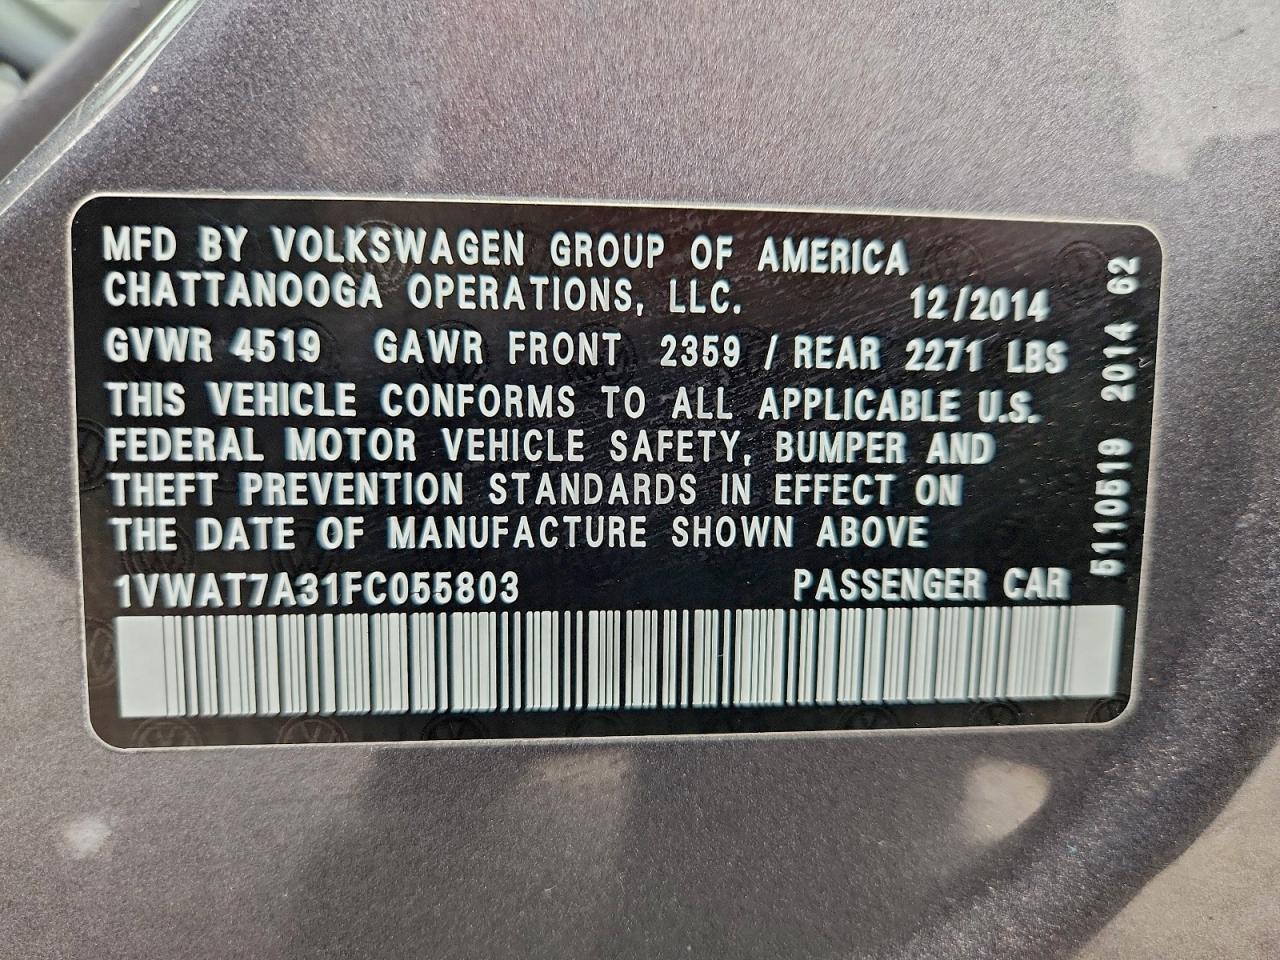 MFD BY VOLKSWAGEN GROUP OF AMERICA
CHATTANOOGA OPERATIONS, LLC. 12/2014
GVWR 4519 GAWR FRONT 2359 / REAR 2271 LBS
THIS VEHICLE CONFORMS TO ALL APPLICABLE U.S.
FEDERAL MOTOR VEHICLE SAFETY, BUMPER AND
THEFT PREVENTION STANDARDS IN EFFECT ON
THE DATE OF MANUFACTURE SHOWN ABOVE
1VWAT7A31FC055803 PASSENGER CAR
5110519 2014 62